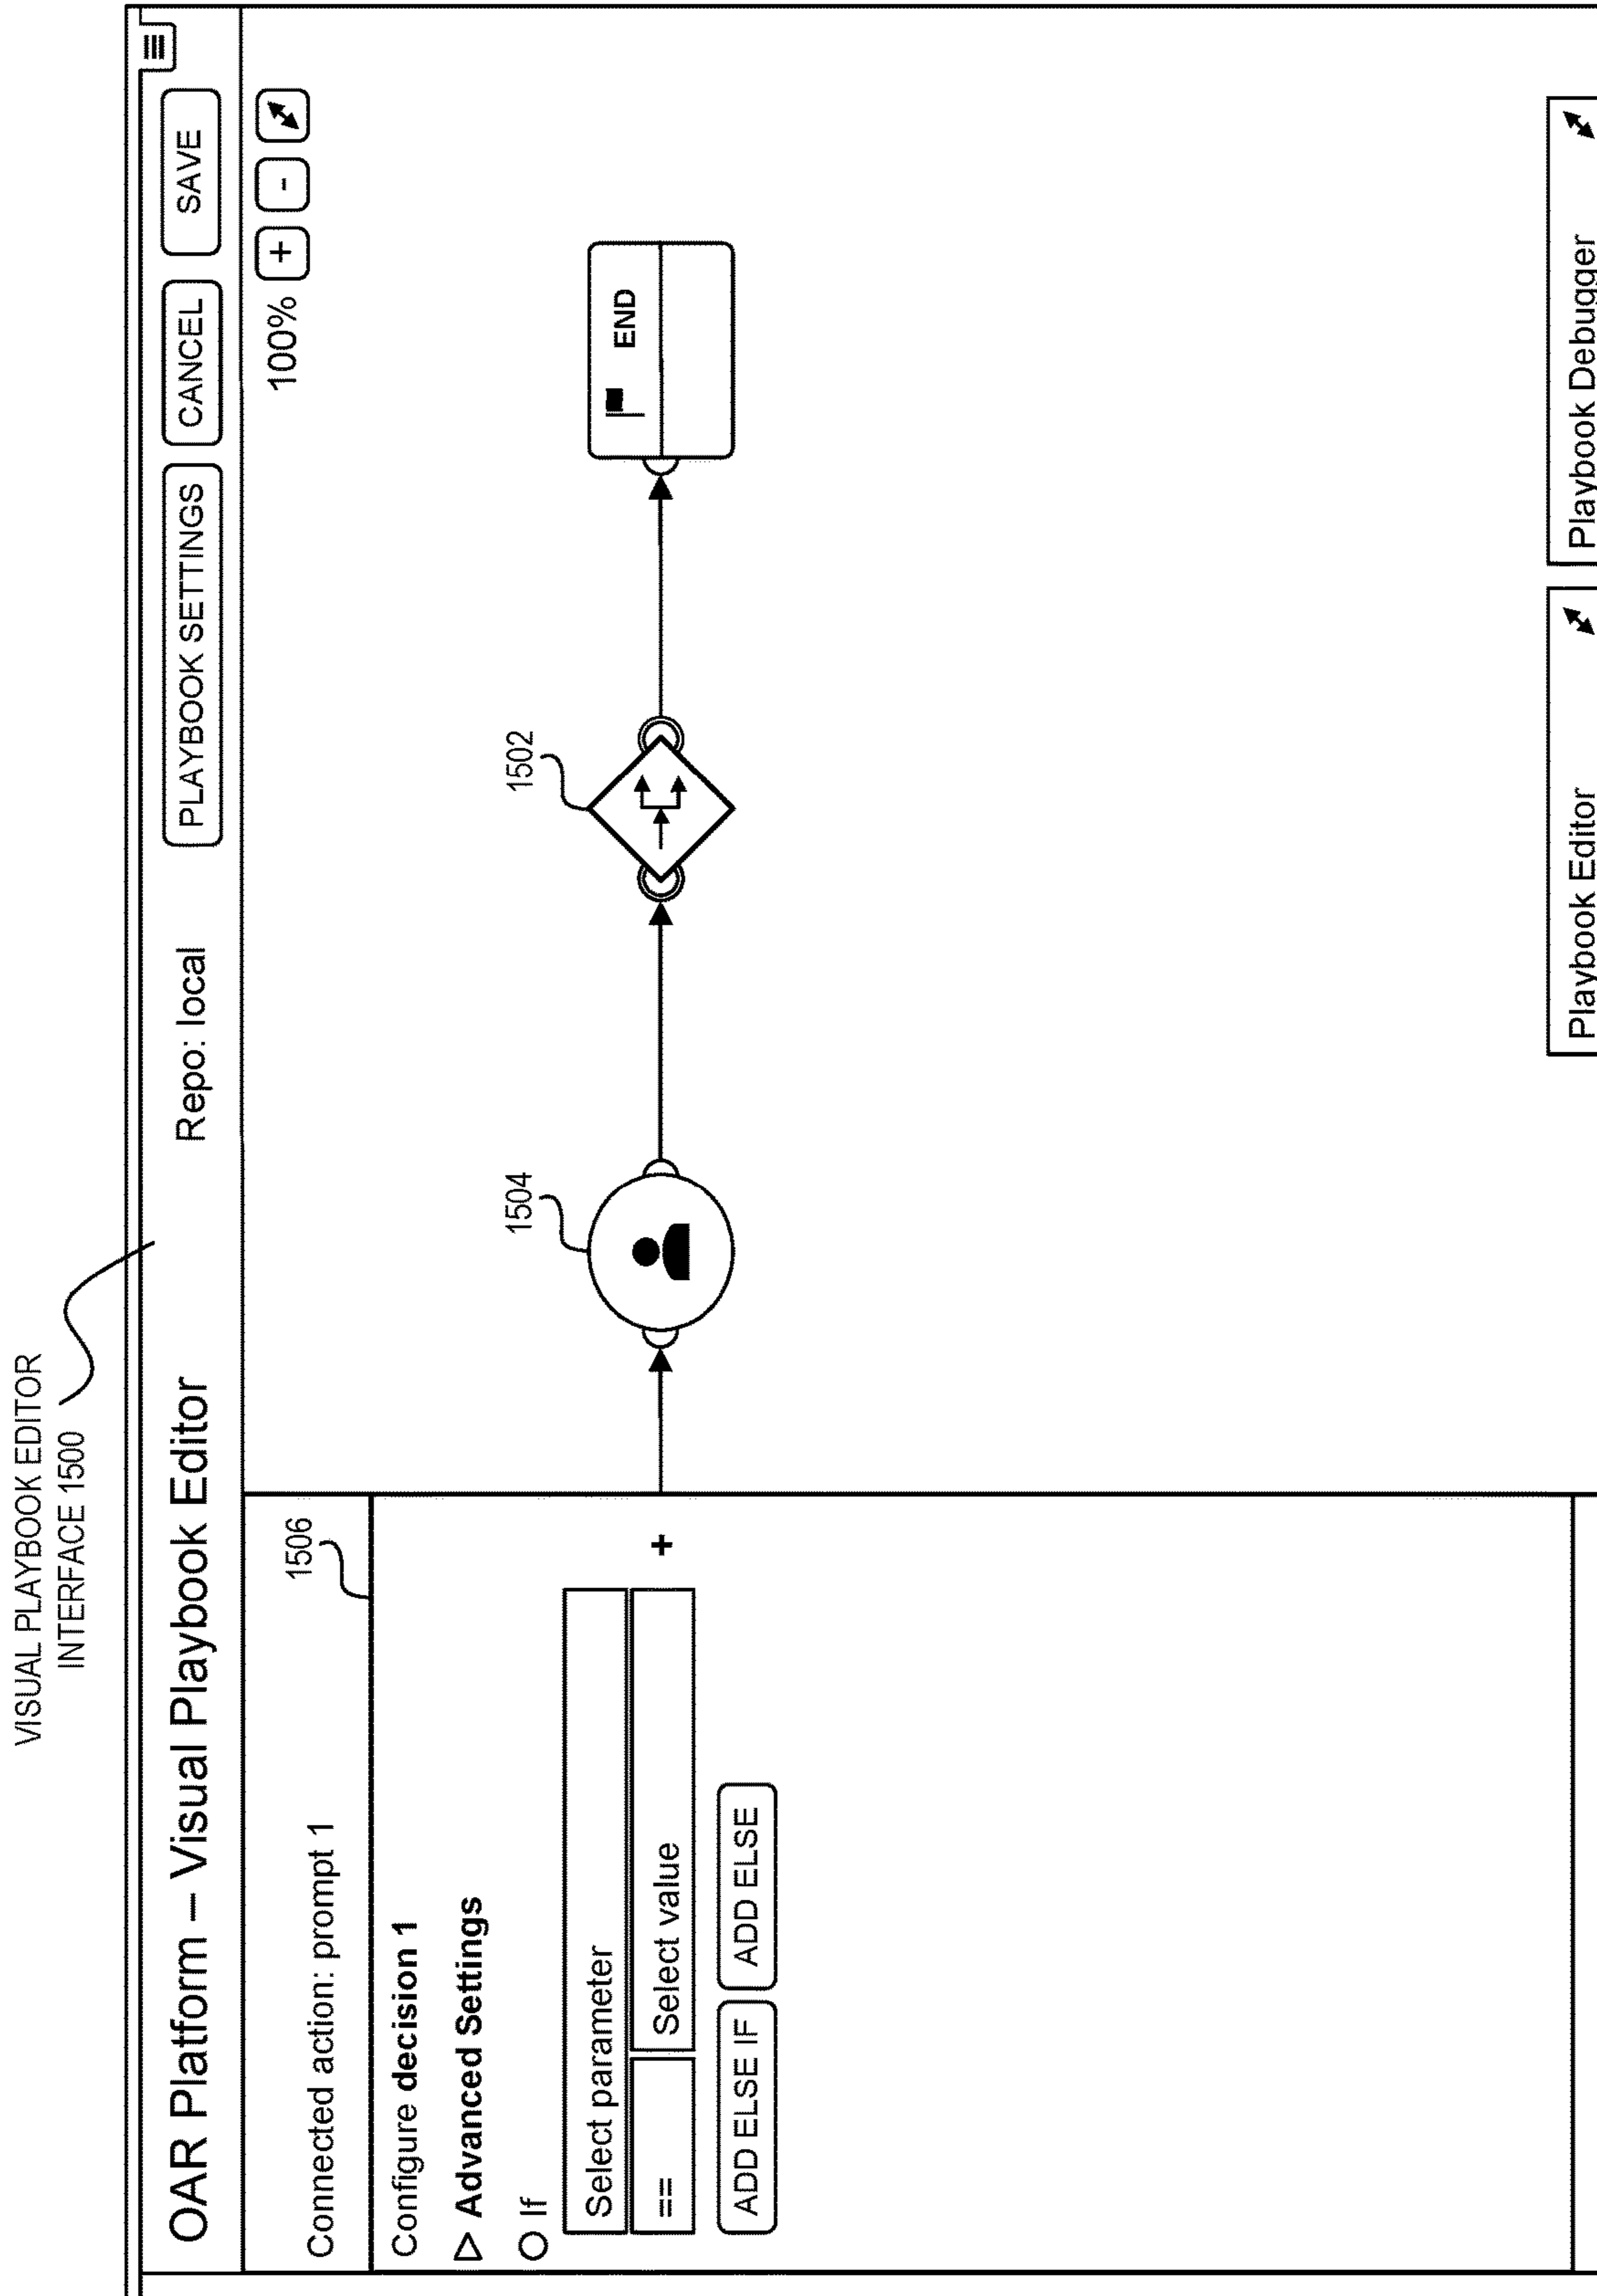 VISUAL PLAYBOOK EDITOR
INTERFACE 1500
OAR Platform – Visual Playbook Editor
Repo: local
PLAYBOOK SETTINGS
CANCEL
SAVE
Connected action: prompt 1
1506
Configure decision 1
Advanced Settings
If
Select parameter
==
Select value
+
ADD ELSE IF
ADD ELSE
100%
+
-
1504
1502
END
Playbook Editor
Playbook Debugger